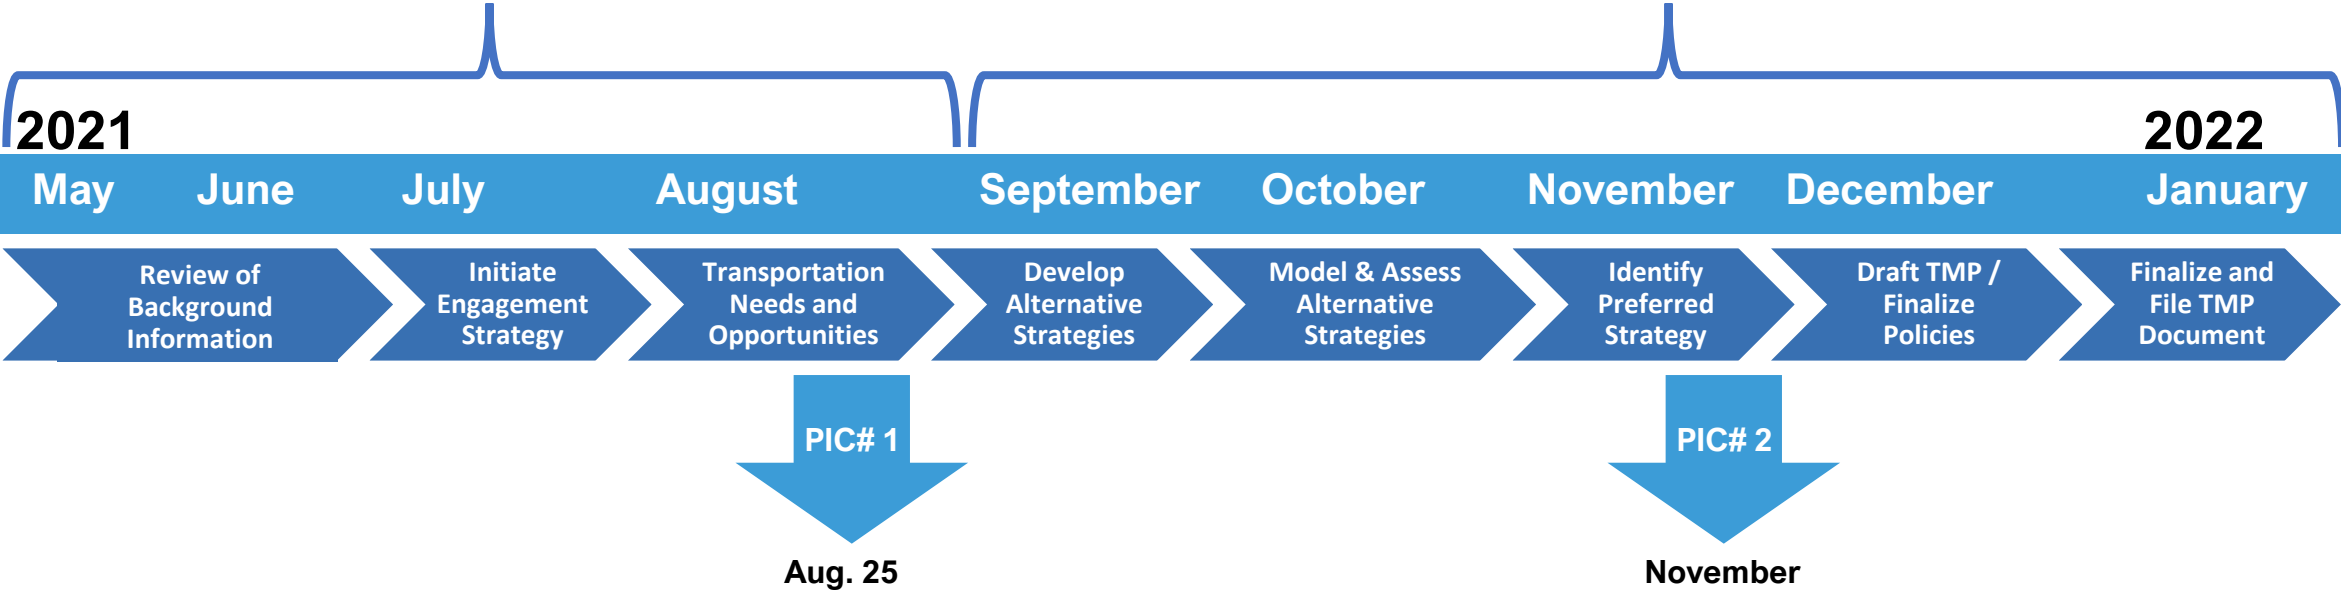 2021
2022
May June July August September October November December January
Review of
Background
Information
Initiate
Engagement
Strategy
Transportation
Needs and
Opportunities
Develop
Alternative
Strategies
Model & Assess
Alternative
Strategies
Identify
Preferred
Strategy
Draft TMP /
Finalize
Policies
Finalize and
File TMP
Document
PIC# 1
PIC# 2
Aug. 25
November